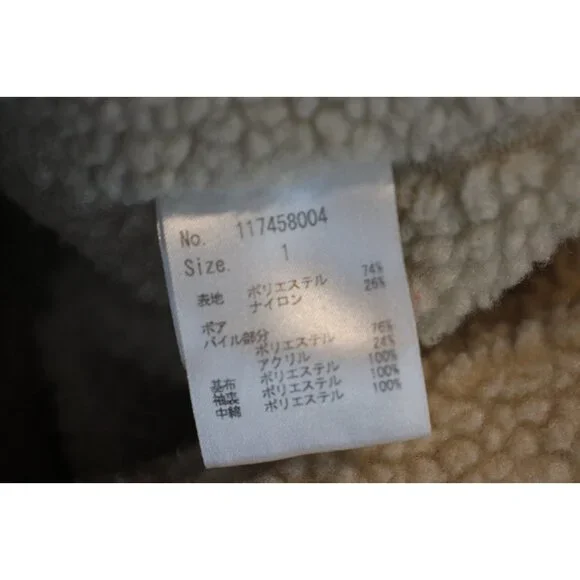 No. 117458004
Size. 1
表地 ポリエステル 74%
ナイロン 26%
ボア
パイル部分
ポリエステル 76%
アクリル 24%
基布 ポリエステル 100%
袖裏 ポリエステル 100%
中綿 ポリエステル 100%